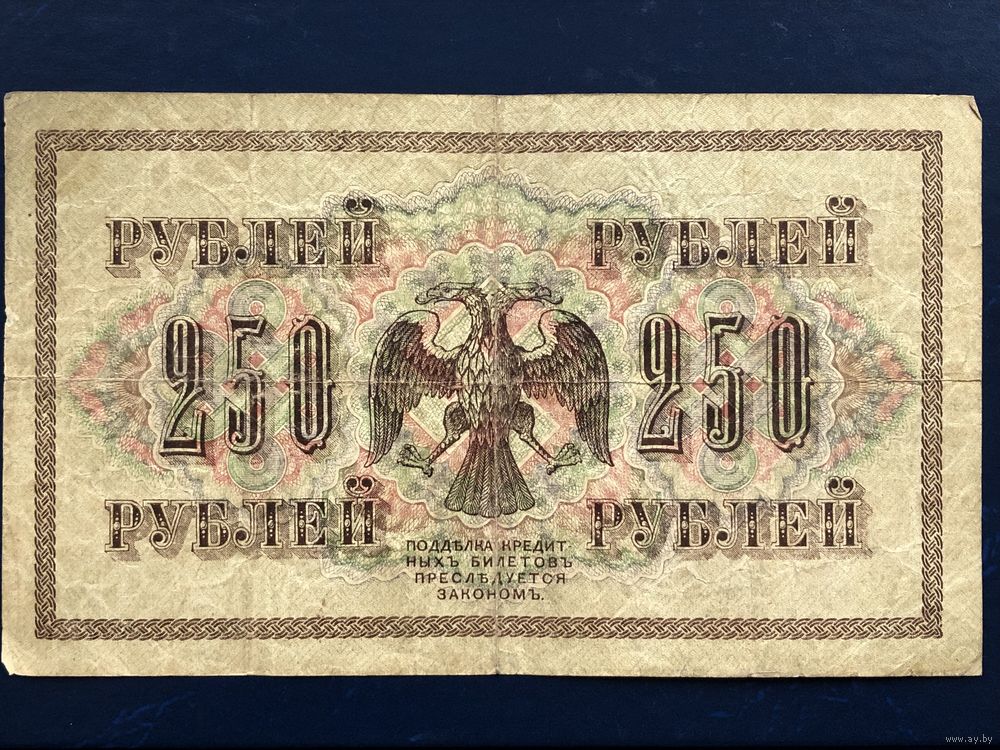 РУБЛЕЙ РУБЛЕЙ
250 250
РУБЛЕЙ РУБЛЕЙ
ПОДДѢЛКА КРЕДИТ-
НЫХЪ БИЛЕТОВЪ
ПРЕСЛѢДУЕТСЯ
ЗАКОНОМЪ.
www.ay.by